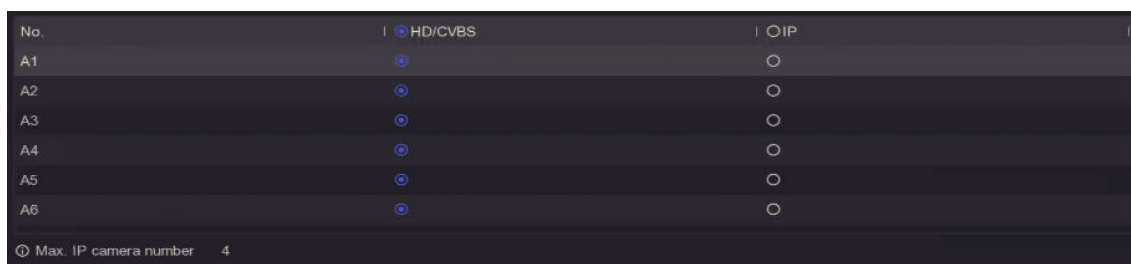 No. HD/CVBS IP
A1
A2
A3
A4
A5
A6
Max. IP camera number 4